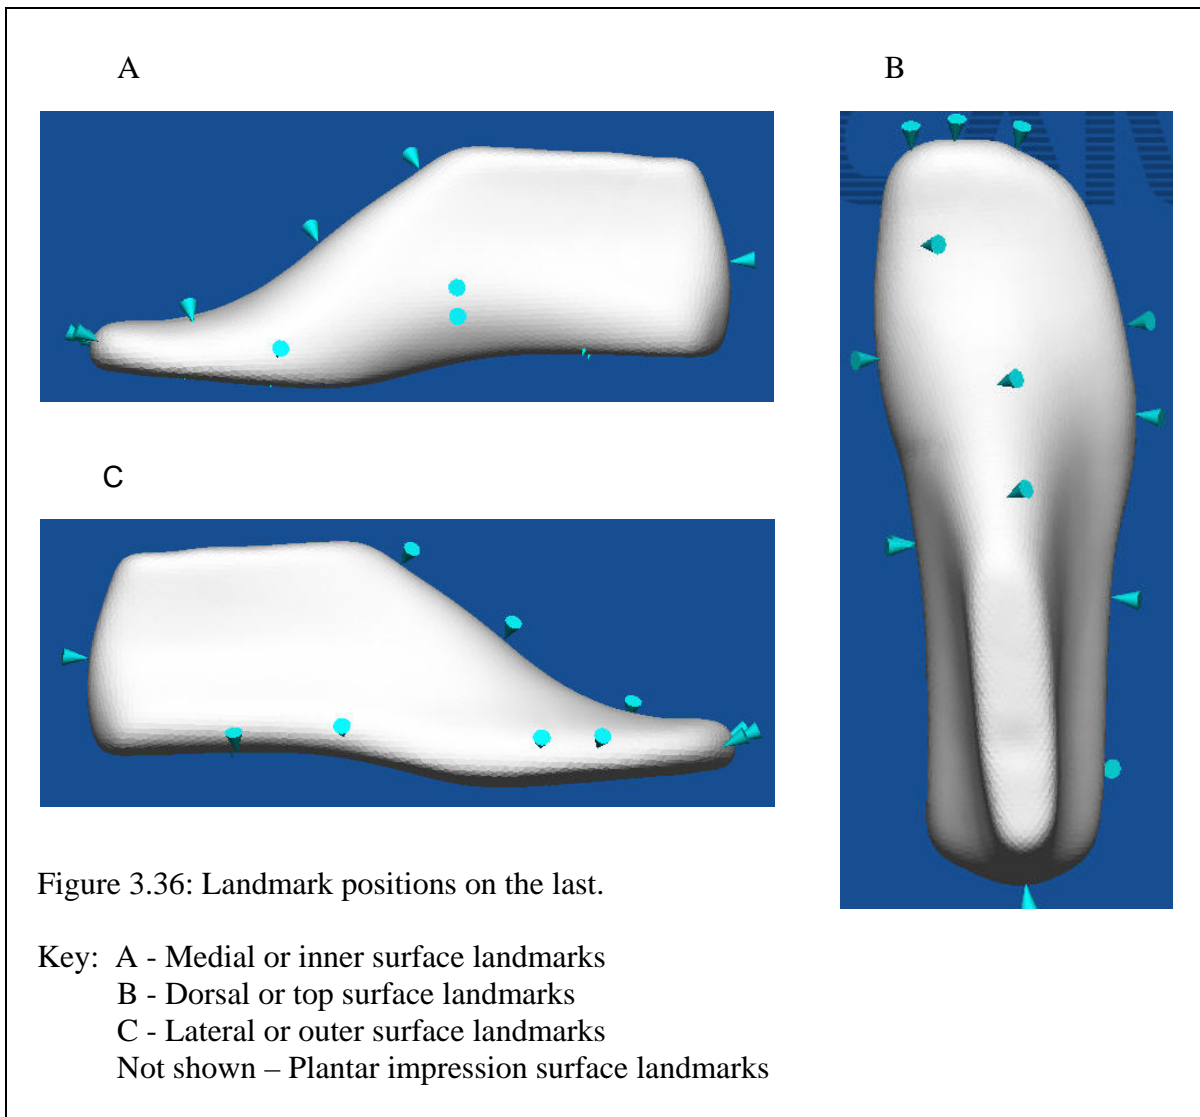 A
B
C
Figure 3.36: Landmark positions on the last.
Key: A - Medial or inner surface landmarks
B - Dorsal or top surface landmarks
C - Lateral or outer surface landmarks
Not shown – Plantar impression surface landmarks